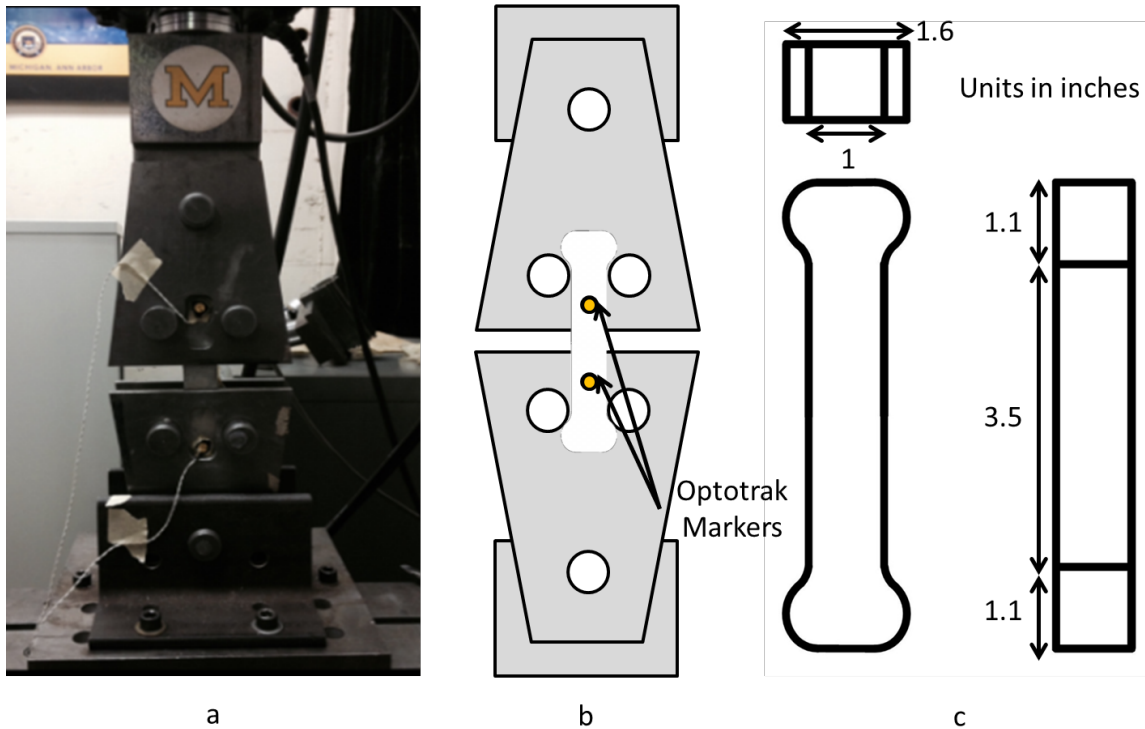 MICHIGAN-ANN ARBOR
M
Optotrak
Markers
1.6
Units in inches
1
1.1
3.5
1.1
a
b
c